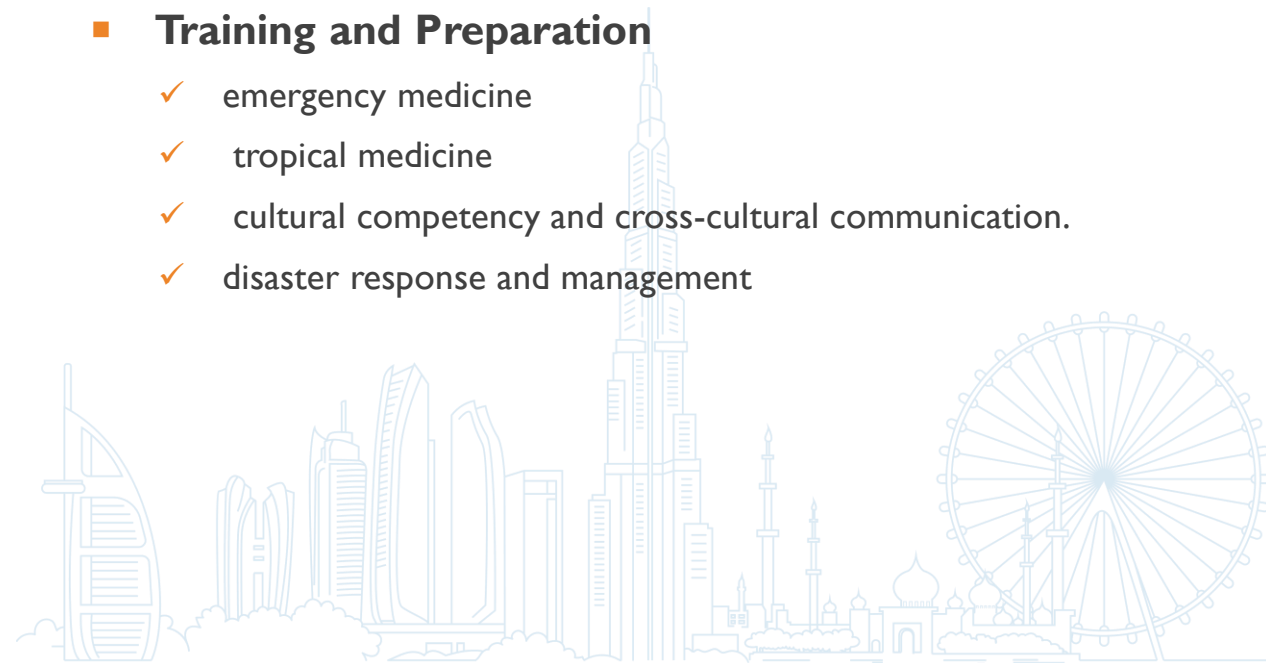 Training and Preparation
emergency medicine
tropical medicine
cultural competency and cross-cultural communication.
disaster response and management